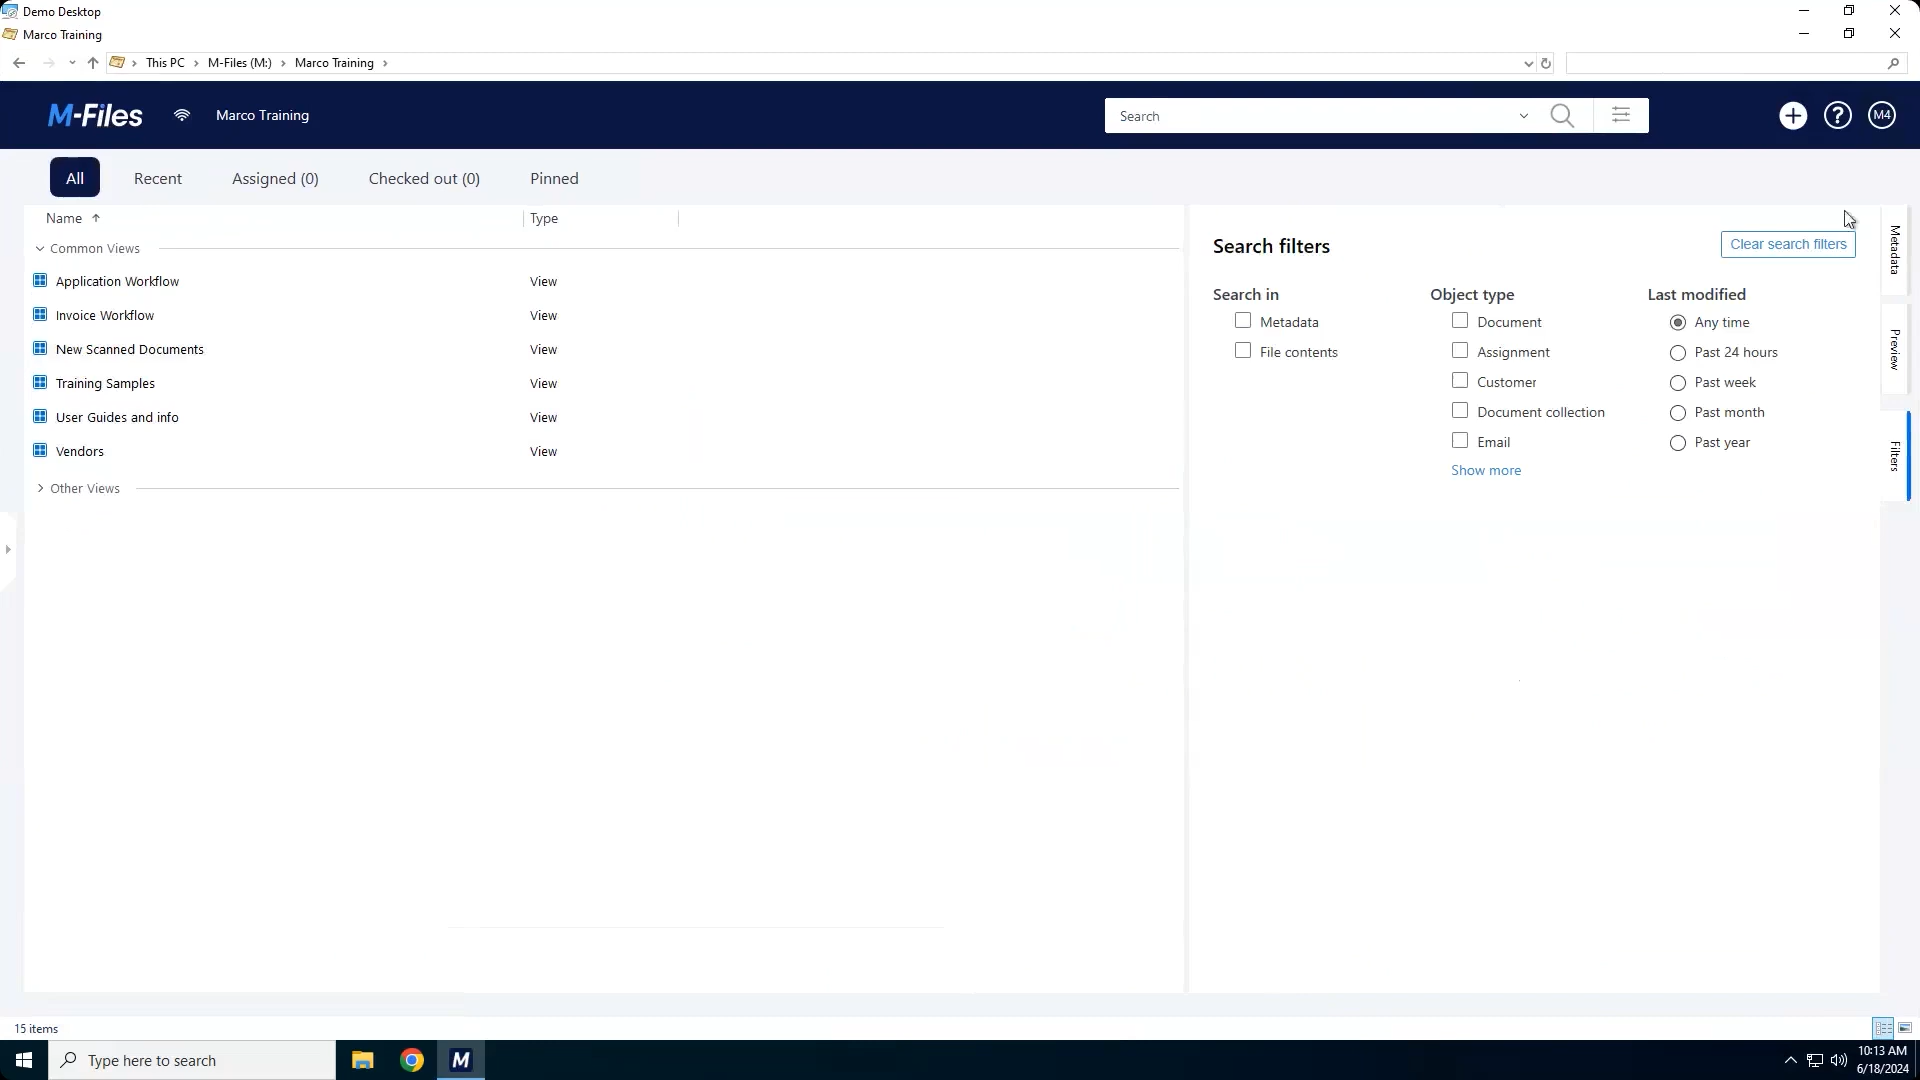 Demo Desktop
Marco Training
This PC
M-Files (M:)
Marco Training
M-Files
Marco Training
Search
M4
All
Recent
Assigned (0)
Checked out (0)
Pinned
Name
Type
Common Views
Application Workflow
View
Invoice Workflow
View
New Scanned Documents
View
Training Samples
View
User Guides and info
View
Vendors
View
Other Views
Search filters
Clear search filters
Search in
Metadata
File contents
Object type
Document
Assignment
Customer
Document collection
Email
Show more
Last modified
Any time
Past 24 hours
Past week
Past month
Past year
Metadata
Preview
Filters
15 items
Type here to search
M
10:13 AM
6/18/2024